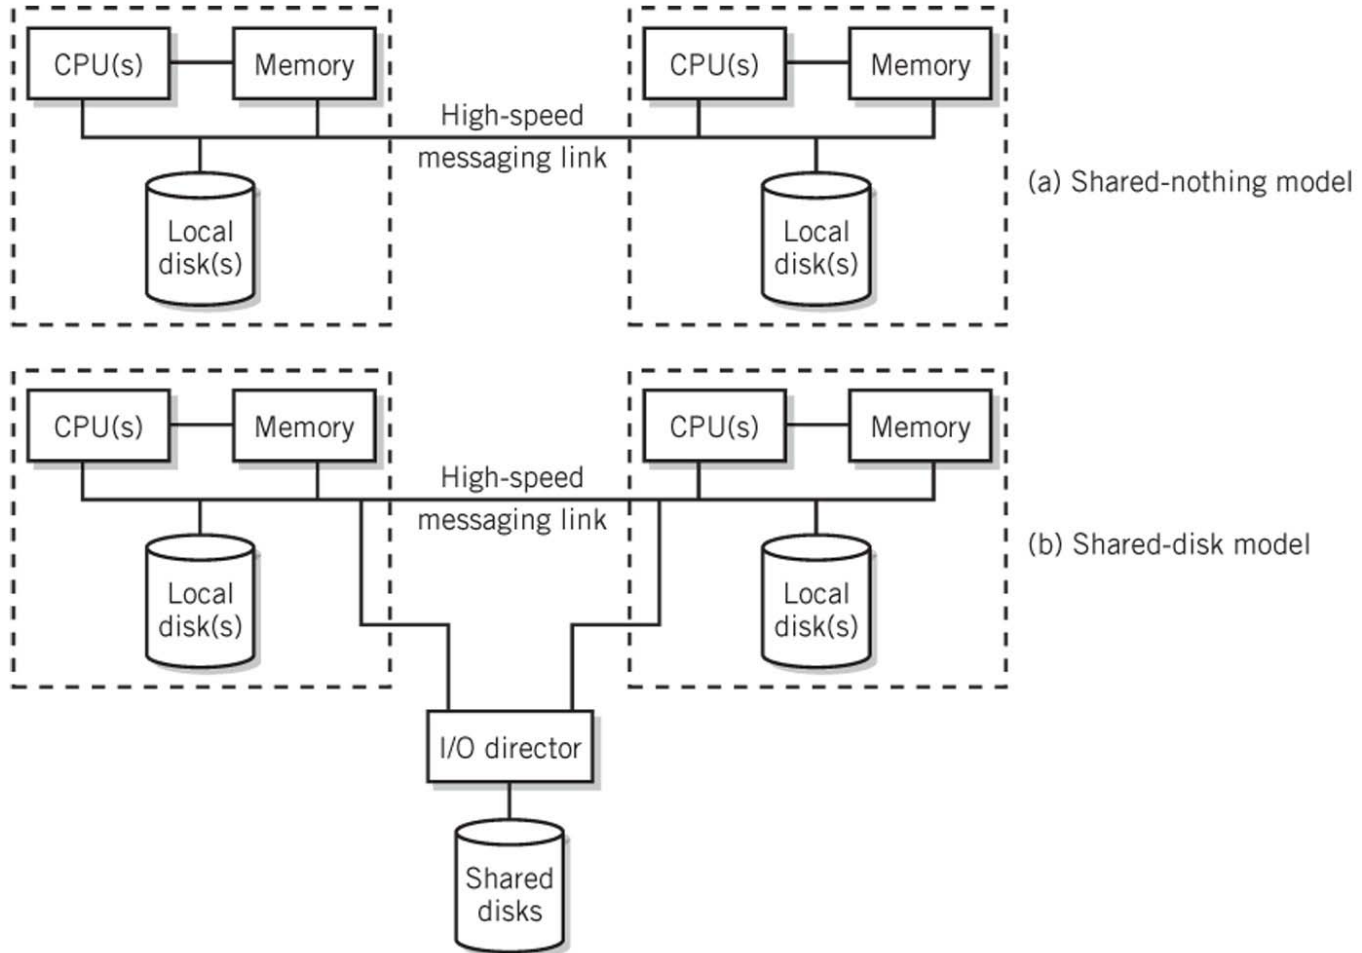 CPU(s)
Memory
CPU(s)
Memory
High-speed
messaging link
(a) Shared-nothing model
Local
disk(s)
Local
disk(s)
CPU(s)
Memory
CPU(s)
Memory
High-speed
messaging link
(b) Shared-disk model
Local
disk(s)
Local
disk(s)
I/O director
Shared
disks